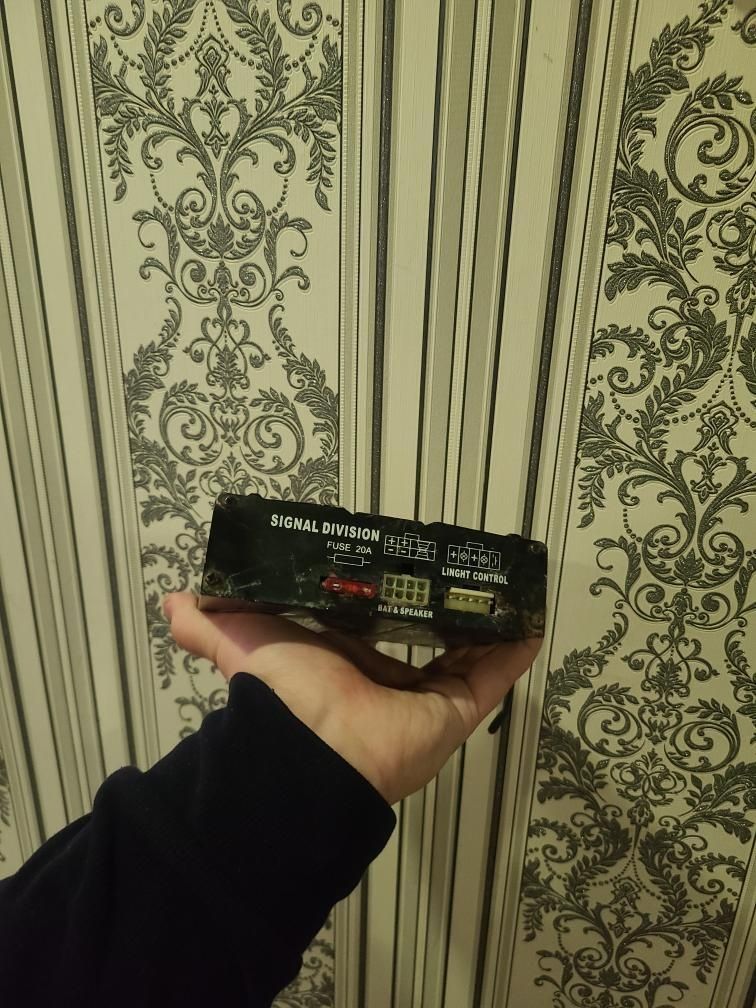 SIGNAL DIVISION
FUSE 20A
BAT & SPEAKER
LINGHT CONTROL